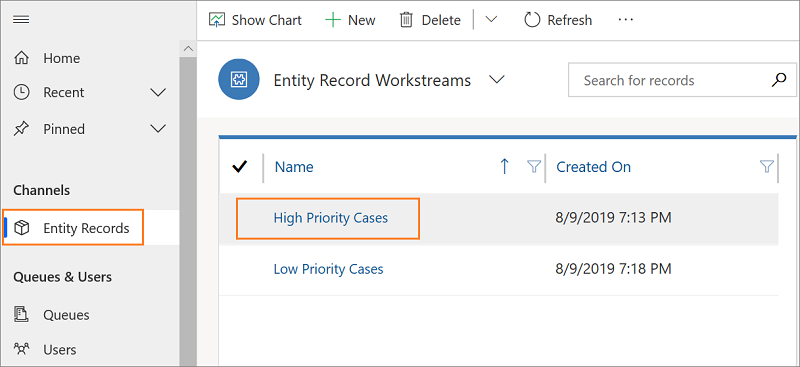 Show Chart
New
Delete
Refresh
Home
Recent
Pinned
Channels
Entity Records
Queues & Users
Queues
Users
Entity Record Workstreams
Search for records
Name
Created On
High Priority Cases
8/9/2019 7:13 PM
Low Priority Cases
8/9/2019 7:18 PM